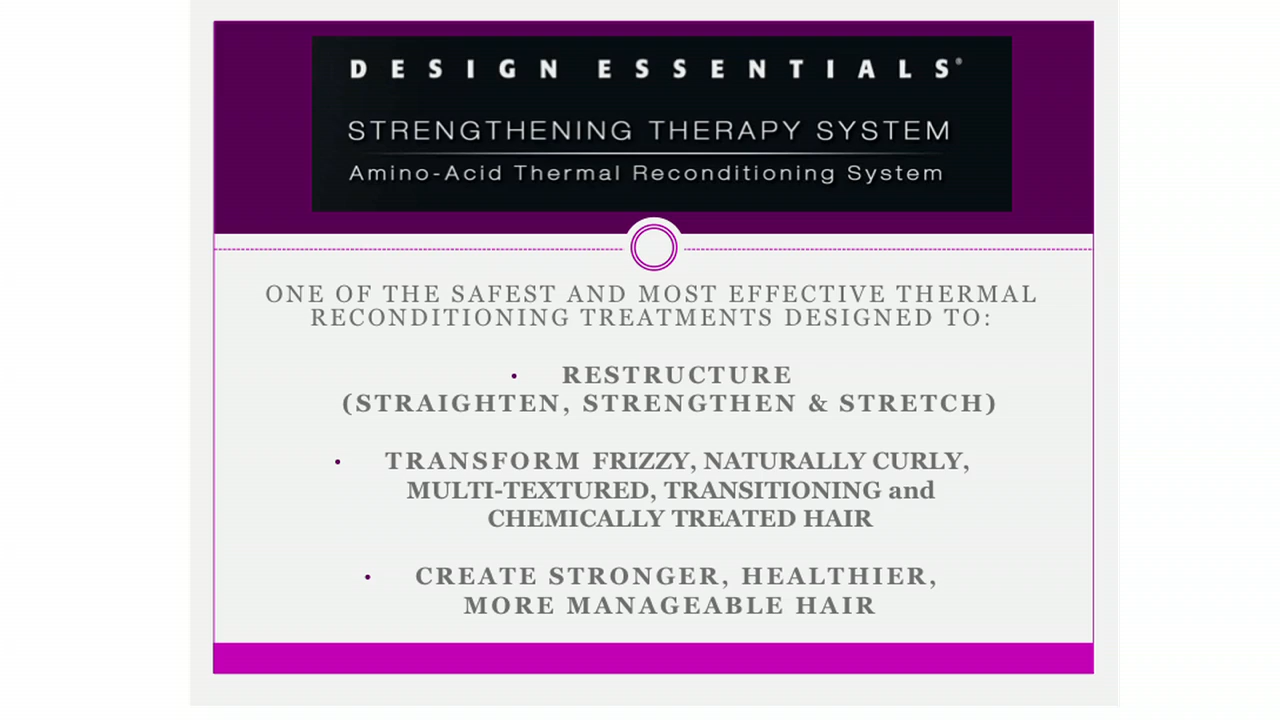 DESIGN ESSENTIALS®
STRENGTHENING THERAPY SYSTEM
Amino-Acid Thermal Reconditioning System
ONE OF THE SAFEST AND MOST EFFECTIVE THERMAL
RECONDITIONING TREATMENTS DESIGNED TO:
• RESTRUCTURE
(STRAIGHTEN, STRENGTHEN & STRETCH)
• TRANSFORM FRIZZY, NATURALLY CURLY,
MULTI-TEXTURED, TRANSITIONING and
CHEMICALLY TREATED HAIR
• CREATE STRONGER, HEALTHIER,
MORE MANAGEABLE HAIR